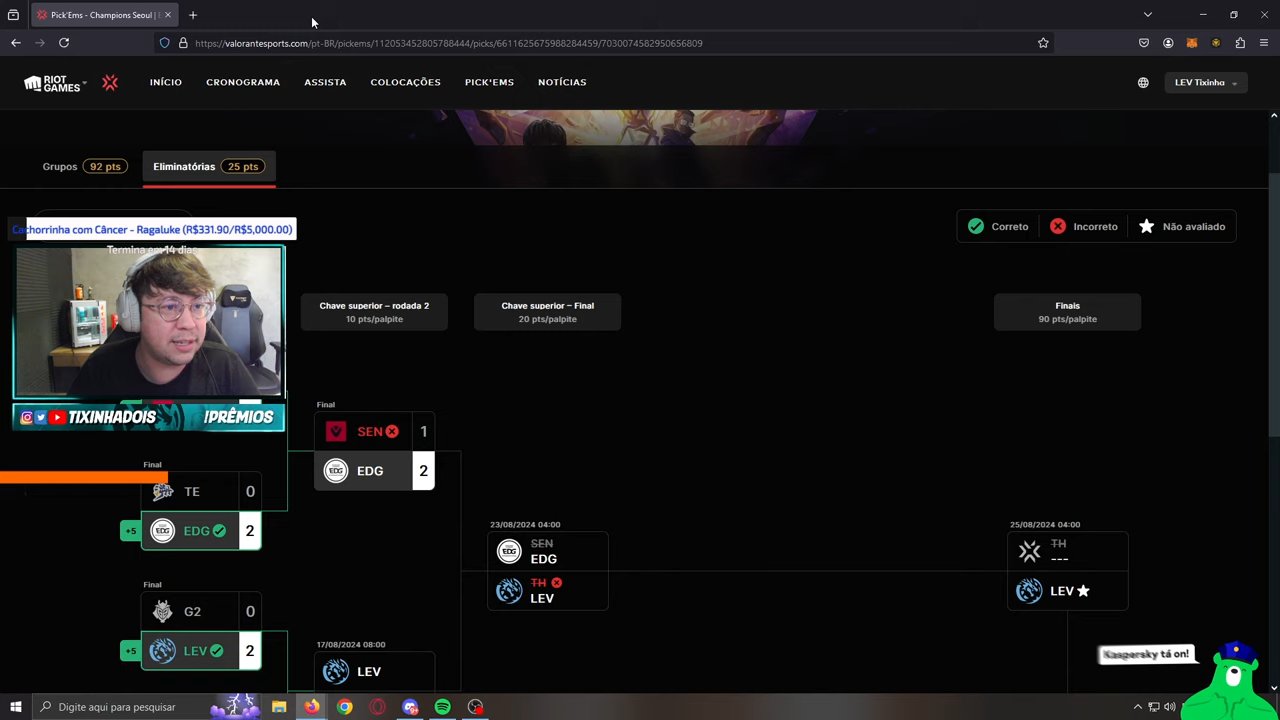 Pick'Ems - Champions Seoul |
https://valorantesports.com/pt-BR/pickems/112053452805788444/picks/6611625675988284459/7030074582950656809
RIOT GAMES
INÍCIO
CRONOGRAMA
ASSISTA
COLOCAÇÕES
PICK'EMS
NOTÍCIAS
LEV Tixinha
Grupos 92 pts
Eliminatórias 25 pts
Cachorrinha com Câncer - Ragaluke (R$331.90/R$5,000.00)
Termina em 14 dias
Correto
Incorreto
Não avaliado
Chave superior – rodada 2
10 pts/palpite
Chave superior – Final
20 pts/palpite
Finais
90 pts/palpite
TIXINHADOIS
!PRÊMIOS
Final
SEN 1
EDG 2
Final
TE 0
+5 EDG 2
23/08/2024 04:00
SEN
EDG
TH
LEV
25/08/2024 04:00
TH
---
LEV
Final
G2 0
+5 LEV 2
17/08/2024 08:00
LEV
Kaspersky tá on!
Digite aqui para pesquisar